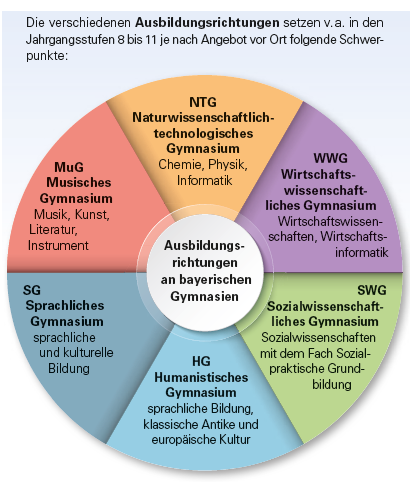 Die verschiedenen Ausbildungsrichtungen setzen v. a. in den
Jahrgangsstufen 8 bis 11 je nach Angebot vor Ort folgende Schwer-
punkte:
NTG
Naturwissenschaftlich-
technologisches
Gymnasium
Chemie, Physik,
Informatik
WWG
Wirtschafts-
wissenschaft-
liches Gymnasium
Wirtschaftswissen-
schaften, Wirtschafts-
informatik
SWG
Sozialwissenschaft-
liches Gymnasium
Sozialwissenschaften
mit dem Fach Sozial-
praktische Grund-
bildung
HG
Humanistisches
Gymnasium
sprachliche Bildung,
klassische Antike und
europäische Kultur
SG
Sprachliches
Gymnasium
sprachliche
und kulturelle
Bildung
MuG
Musisches
Gymnasium
Musik, Kunst,
Literatur,
Instrument
Ausbildungs-
richtungen
an bayerischen
Gymnasien